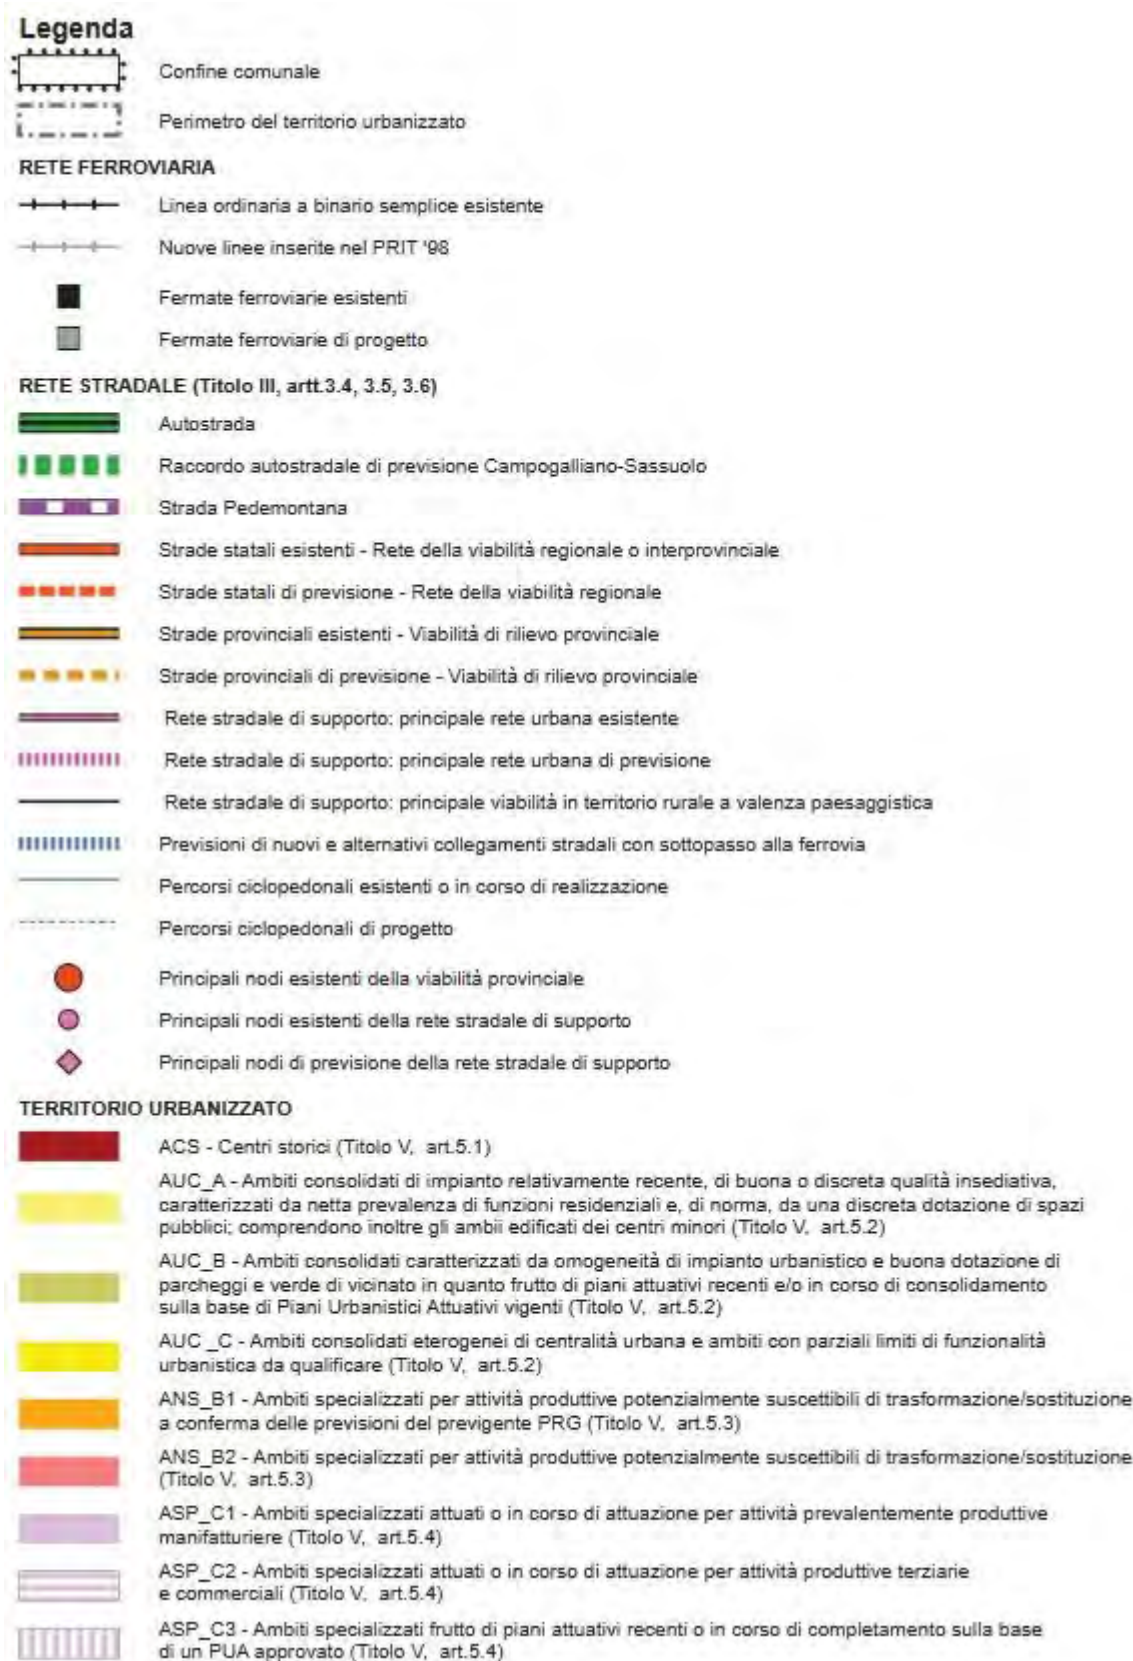 Legenda
Confine comunale
Perimetro del territorio urbanizzato
RETE FERROVIARIA
Linea ordinaria a binario semplice esistente
Nuove linee inserite nel PRIT '98
Fermate ferroviarie esistenti
Fermate ferroviarie di progetto
RETE STRADALE (Titolo III, artt.3.4, 3.5, 3.6)
Autostrada
Raccordo autostradale di previsione Campogalliano-Sassuolo
Strada Pedemontana
Strade statali esistenti - Rete della viabilità regionale o interprovinciale
Strade statali di previsione - Rete della viabilità regionale
Strade provinciali esistenti - Viabilità di rilievo provinciale
Strade provinciali di previsione - Viabilità di rilievo provinciale
Rete stradale di supporto: principale rete urbana esistente
Rete stradale di supporto: principale rete urbana di previsione
Rete stradale di supporto: principale viabilità in territorio rurale a valenza paesaggistica
Previsioni di nuovi e alternativi collegamenti stradali con sottopasso alla ferrovia
Percorsi ciclopedonali esistenti o in corso di realizzazione
Percorsi ciclopedonali di progetto
Principali nodi esistenti della viabilità provinciale
Principali nodi esistenti della rete stradale di supporto
Principali nodi di previsione della rete stradale di supporto
TERRITORIO URBANIZZATO
ACS - Centri storici (Titolo V, art.5.1)
AUC_A - Ambiti consolidati di impianto relativamente recente, di buona o discreta qualità insediativa,
caratterizzati da netta prevalenza di funzioni residenziali e, di norma, da una discreta dotazione di spazi
pubblici; comprendono inoltre gli ambii edificati dei centri minori (Titolo V, art.5.2)
AUC_B - Ambiti consolidati caratterizzati da omogeneità di impianto urbanistico e buona dotazione di
parcheggi e verde di vicinato in quanto frutto di piani attuativi recenti e/o in corso di consolidamento
sulla base di Piani Urbanistici Attuativi vigenti (Titolo V, art.5.2)
AUC _C - Ambiti consolidati eterogenei di centralità urbana e ambiti con parziali limiti di funzionalità
urbanistica da qualificare (Titolo V, art.5.2)
ANS_B1 - Ambiti specializzati per attività produttive potenzialmente suscettibili di trasformazione/sostituzione
a conferma delle previsioni del previgente PRG (Titolo V, art.5.3)
ANS_B2 - Ambiti specializzati per attività produttive potenzialmente suscettibili di trasformazione/sostituzione
(Titolo V, art.5.3)
ASP_C1 - Ambiti specializzati attuati o in corso di attuazione per attività prevalentemente produttive
manifatturiere (Titolo V, art.5.4)
ASP_C2 - Ambiti specializzati attuati o in corso di attuazione per attività produttive terziarie
e commerciali (Titolo V, art.5.4)
ASP_C3 - Ambiti specializzati frutto di piani attuativi recenti o in corso di completamento sulla base
di un PUA approvato (Titolo V, art.5.4)